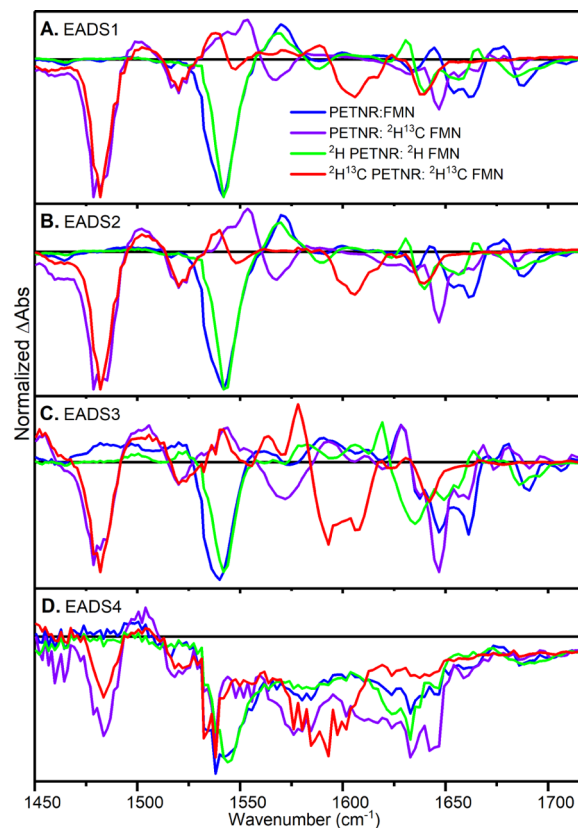 A. EADS1
PETNR:FMN
PETNR: ²H¹³C FMN
²H PETNR: ²H FMN
²H¹³C PETNR: ²H¹³C FMN
B. EADS2
Normalized ΔAbs
C. EADS3
D. EADS4
1450 1500 1550 1600 1650 1700
Wavenumber (cm⁻¹)